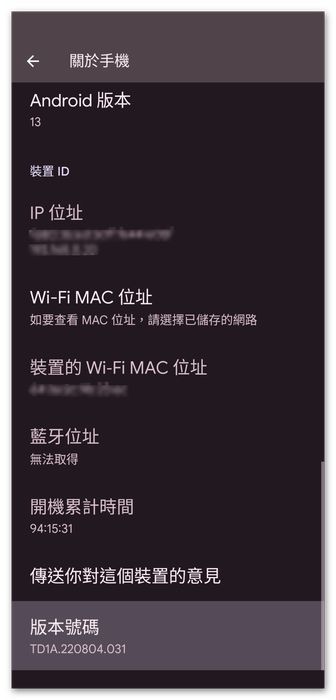 關於手機
Android 版本
13
裝置 ID
IP 位址
Wi-Fi MAC 位址
如要查看 MAC 位址，請選擇已儲存的網路
裝置的 Wi-Fi MAC 位址
藍牙位址
無法取得
開機累計時間
94:15:31
傳送你對這個裝置的意見
版本號碼
TD1A.220804.031